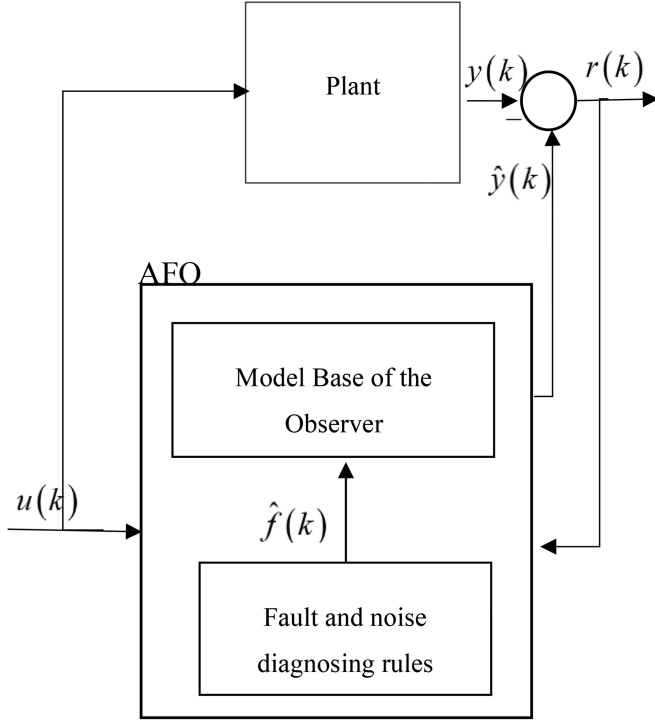 Plant
y(k)
r(k)
−
ŷ(k)
AFO
Model Base of the
Observer
u(k)
f̂(k)
Fault and noise
diagnosing rules